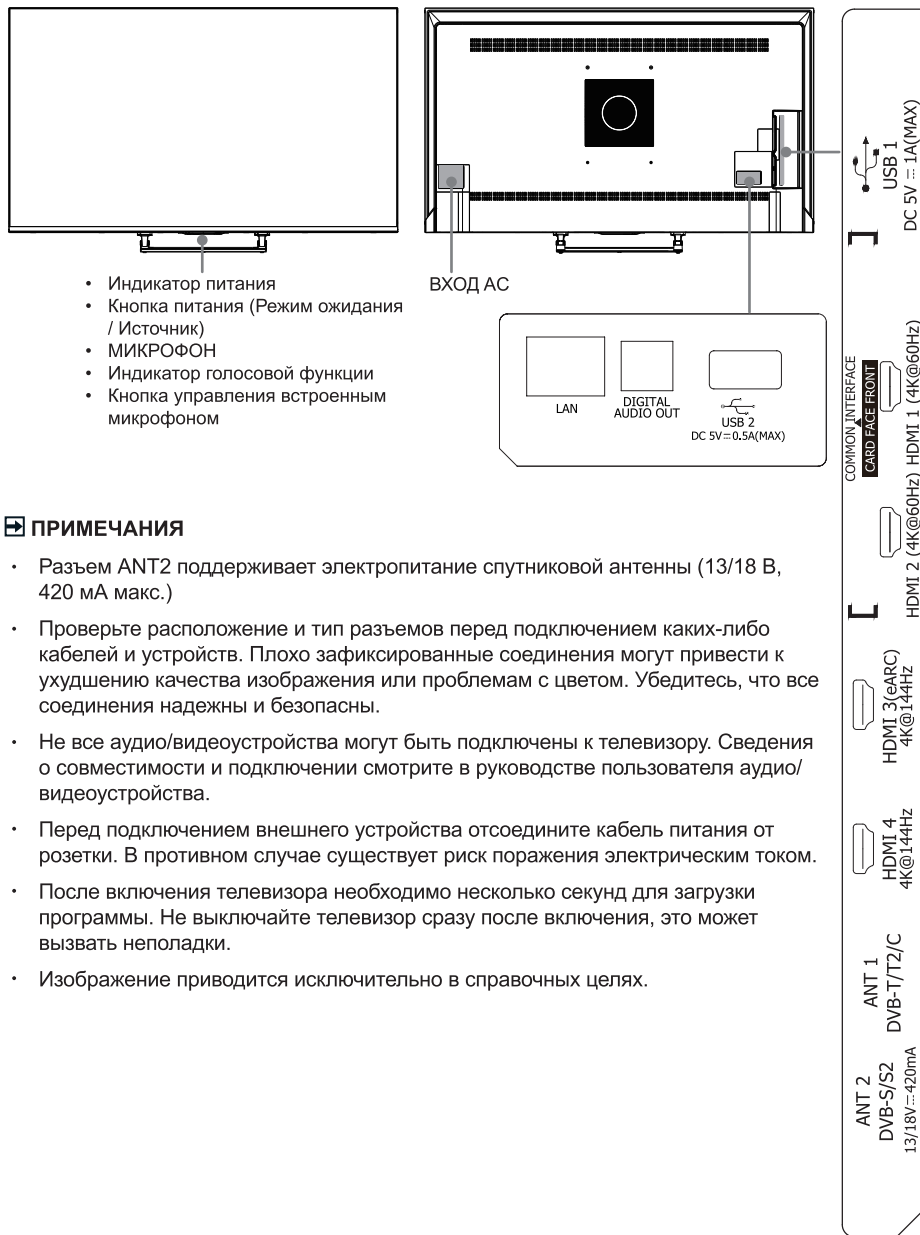 • Индикатор питания
• Кнопка питания (Режим ожидания
/ Источник)
• МИКРОФОН
• Индикатор голосовой функции
• Кнопка управления встроенным
микрофоном
ВХОД AC
LAN
DIGITAL
AUDIO OUT
USB 2
DC 5V⎓0.5A(MAX)
ПРИМЕЧАНИЯ
• Разъем ANT2 поддерживает электропитание спутниковой антенны (13/18 В,
420 мА макс.)
• Проверьте расположение и тип разъемов перед подключением каких-либо
кабелей и устройств. Плохо зафиксированные соединения могут привести к
ухудшению качества изображения или проблемам с цветом. Убедитесь, что все
соединения надежны и безопасны.
• Не все аудио/видеоустройства могут быть подключены к телевизору. Сведения
о совместимости и подключении смотрите в руководстве пользователя аудио/
видеоустройства.
• Перед подключением внешнего устройства отсоедините кабель питания от
розетки. В противном случае существует риск поражения электрическим током.
• После включения телевизора необходимо несколько секунд для загрузки
программы. Не выключайте телевизор сразу после включения, это может
вызвать неполадки.
• Изображение приводится исключительно в справочных целях.
USB 1
DC 5V ⎓ 1A(MAX)
COMMON INTERFACE
CARD FACE FRONT
HDMI 1 (4K@60Hz)
HDMI 2 (4K@60Hz)
HDMI 3(eARC)
4K@144Hz
HDMI 4
4K@144Hz
ANT 1
DVB-T/T2/C
ANT 2
DVB-S/S2
13/18V⎓420mA